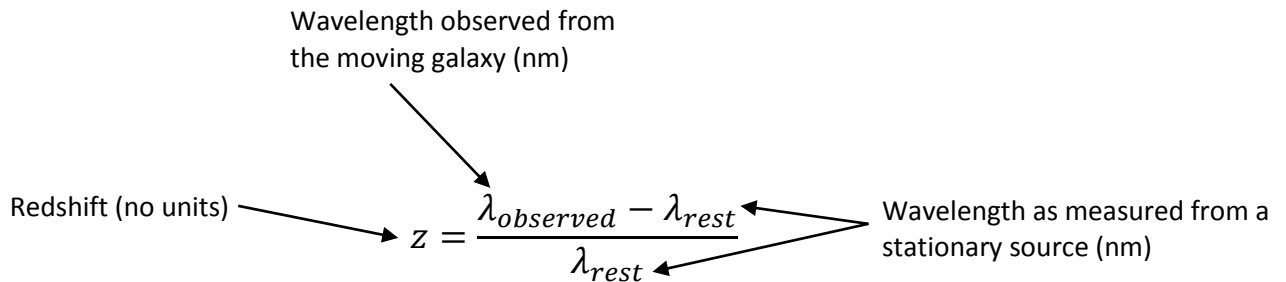 Wavelength observed from
the moving galaxy (nm)
Redshift (no units)
z = (λ_observed − λ_rest) / λ_rest
Wavelength as measured from a
stationary source (nm)